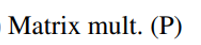 Matrix mult. (P)